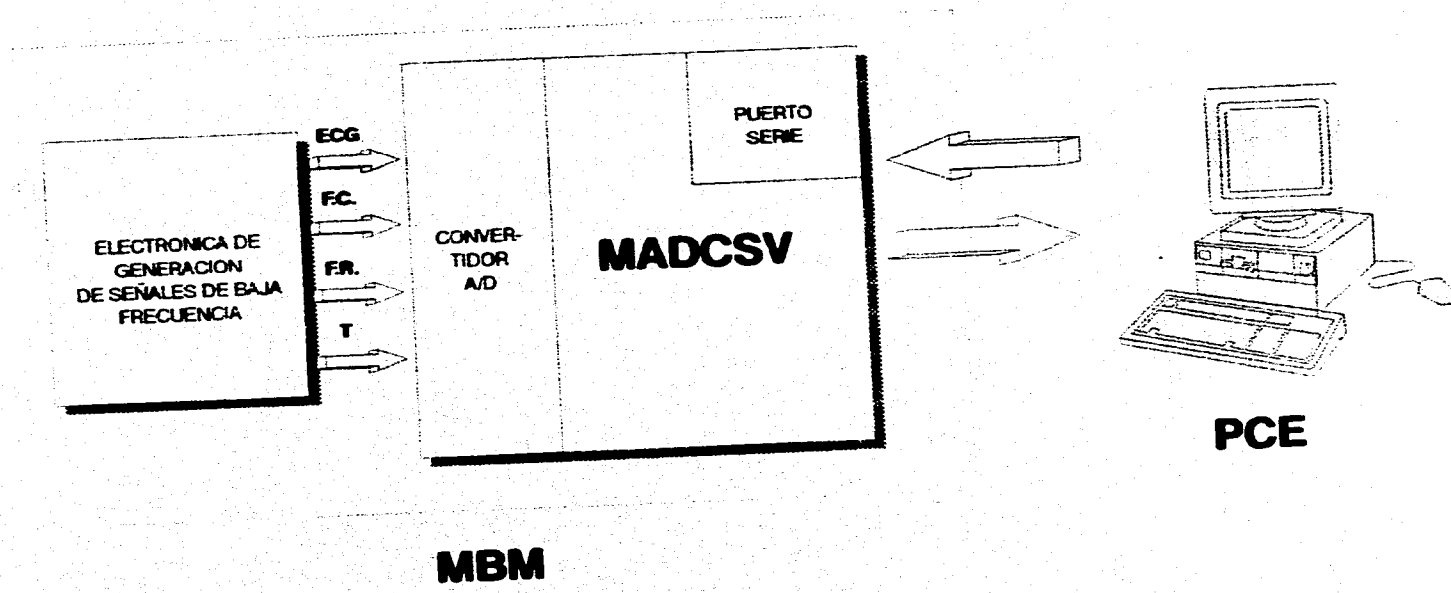 ELECTRONICA DE
GENERACION
DE SEÑALES DE BAJA
FRECUENCIA
ECG
F.C.
F.R.
T
CONVER-
TIDOR
A/D
MADCSV
PUERTO
SERIE
PCE
MBM